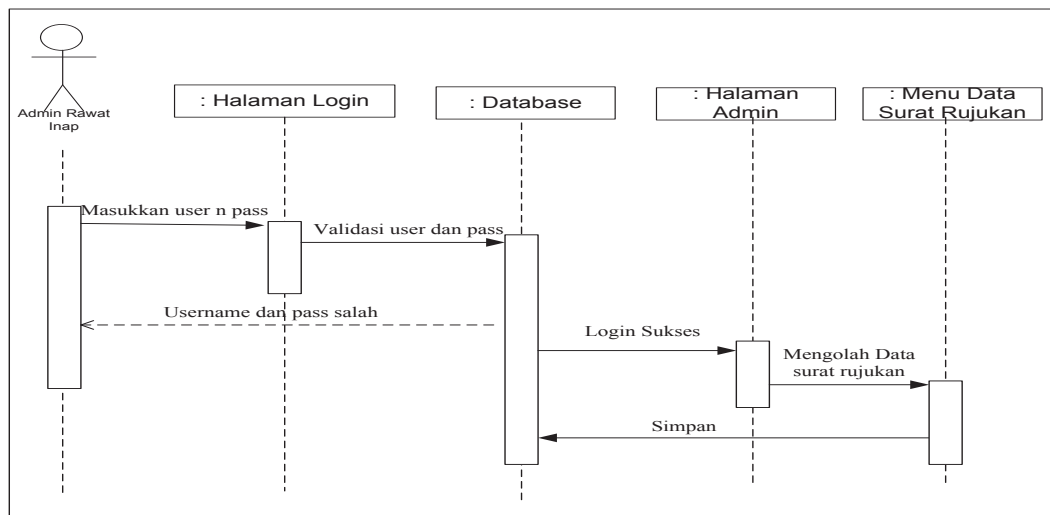 Admin Rawat
Inap
: Halaman Login
: Database
: Halaman
Admin
: Menu Data
Surat Rujukan
Masukkan user n pass
Validasi user dan pass
Username dan pass salah
Login Sukses
Mengolah Data
surat rujukan
Simpan